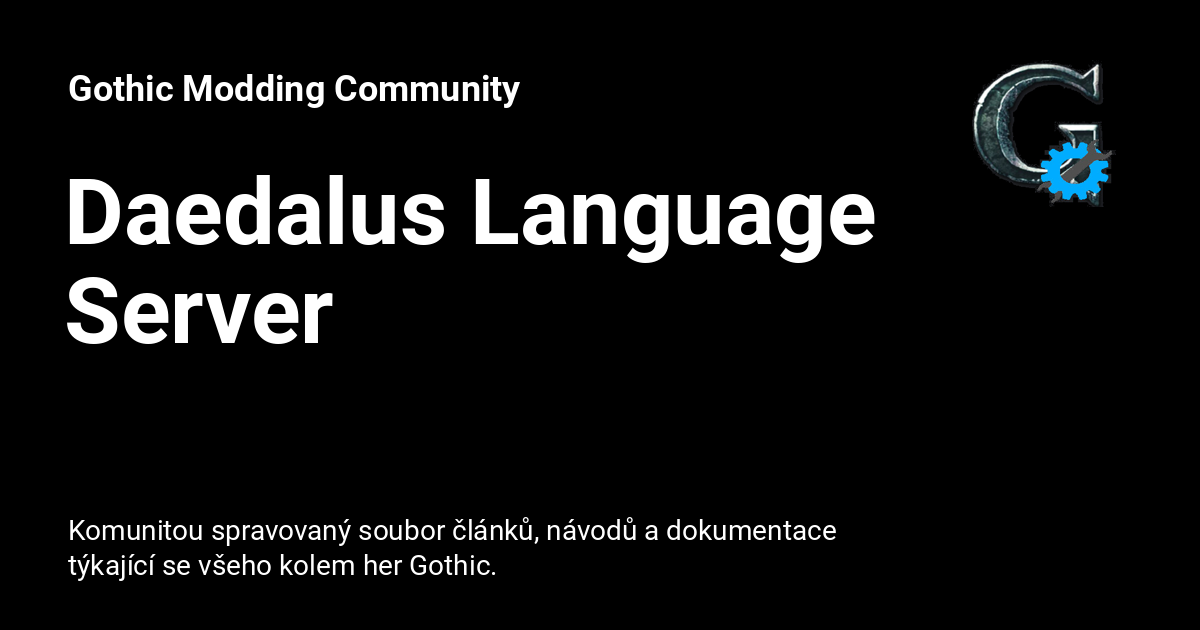 Gothic Modding Community
Daedalus Language
Server
Komunitou spravovaný soubor článků, návodů a dokumentace
týkající se všeho kolem her Gothic.
G